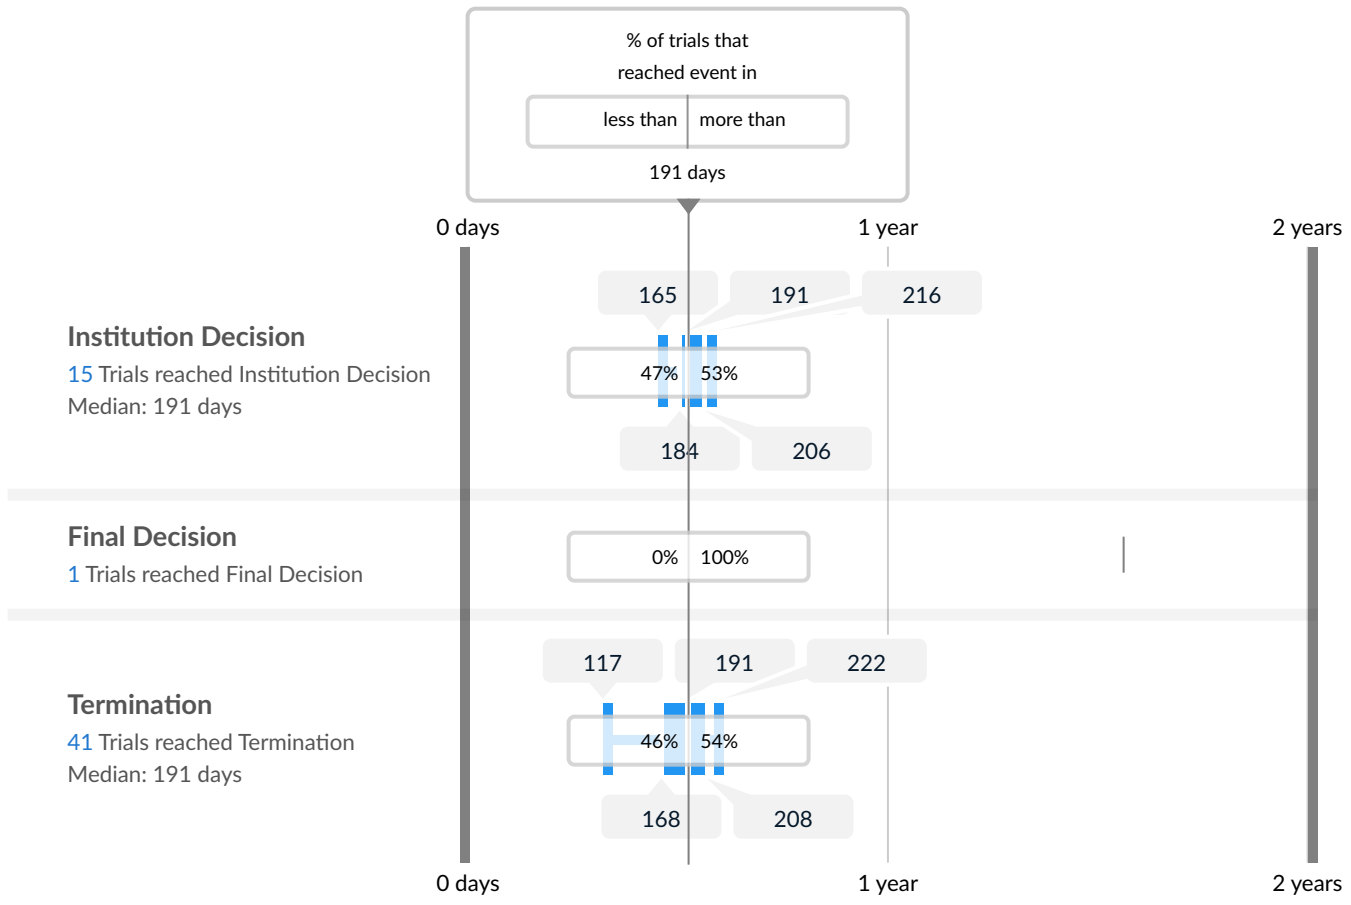 % of trials that
reached event in
less than more than
191 days
0 days 1 year 2 years
165 191 216
Institution Decision
15 Trials reached Institution Decision
Median: 191 days
47% 53%
184 206
Final Decision
1 Trials reached Final Decision
0% 100%
117 191 222
Termination
41 Trials reached Termination
Median: 191 days
46% 54%
168 208
0 days 1 year 2 years